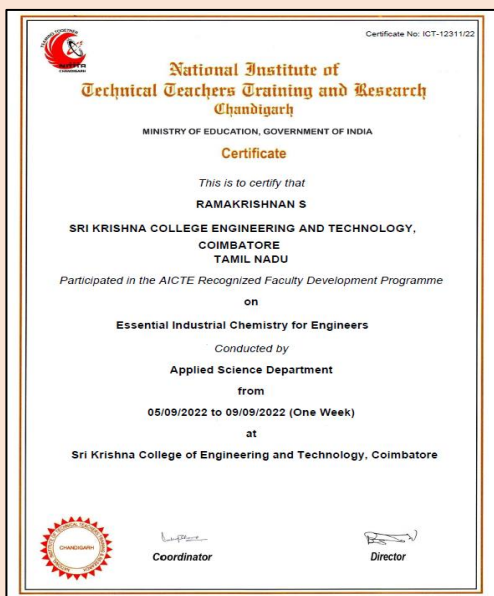 Certificate No: ICT-12311/22
TRAINING TOGETHER
CHANDIGARH
National Institute of
Technical Teachers Training and Research
Chandigarh
MINISTRY OF EDUCATION, GOVERNMENT OF INDIA
Certificate
This is to certify that
RAMAKRISHNAN S
SRI KRISHNA COLLEGE ENGINEERING AND TECHNOLOGY,
COIMBATORE
TAMIL NADU
Participated in the AICTE Recognized Faculty Development Programme
on
Essential Industrial Chemistry for Engineers
Conducted by
Applied Science Department
from
05/09/2022 to 09/09/2022 (One Week)
at
Sri Krishna College of Engineering and Technology, Coimbatore
CHANDIGARH
Coordinator
Director